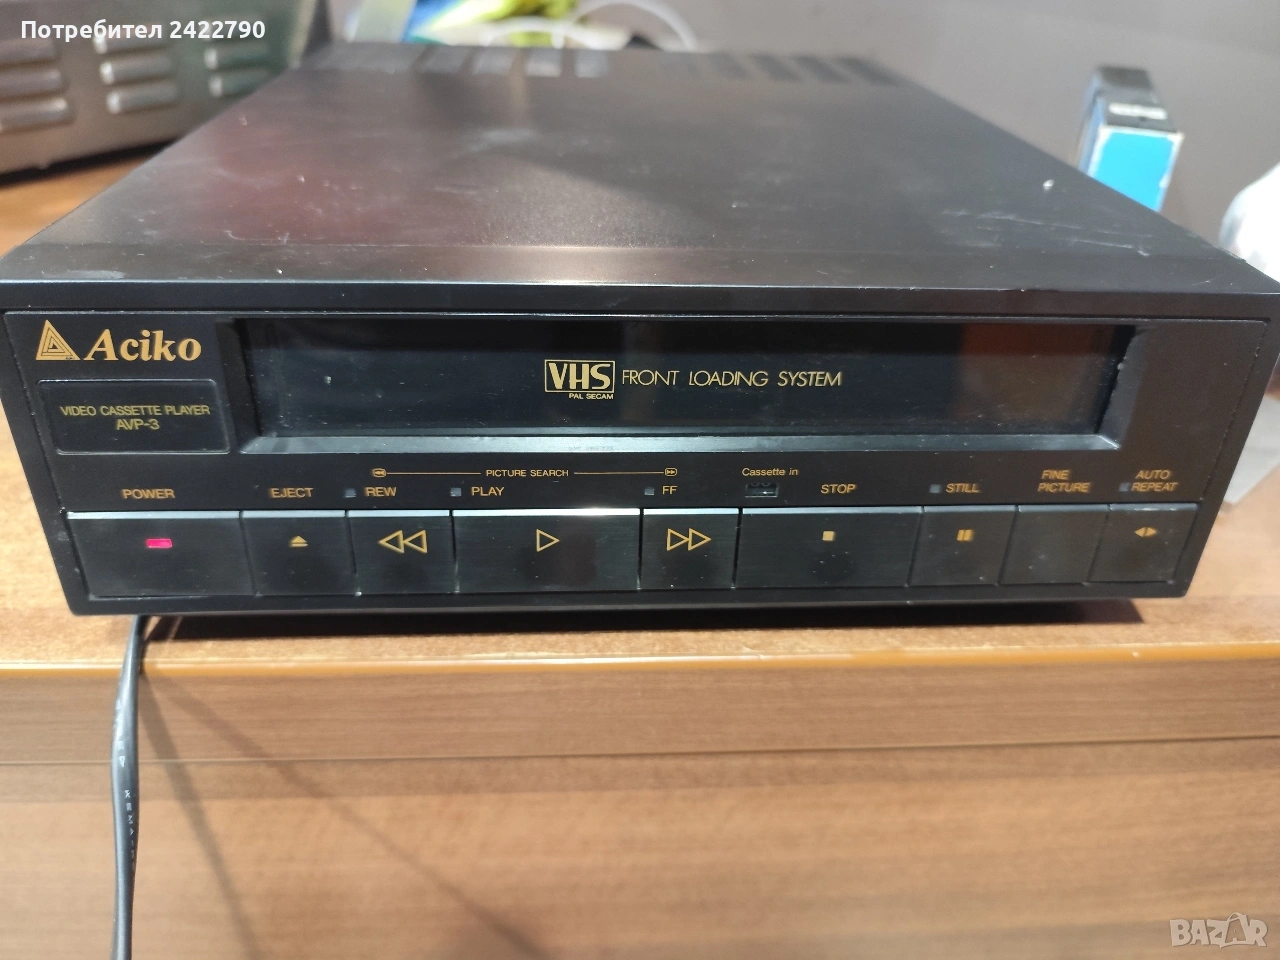 Потребител 2422790
Aciko
VIDEO CASSETTE PLAYER
AVP-3
VHS FRONT LOADING SYSTEM
PAL SECAM
PICTURE SEARCH
Cassette in
POWER EJECT REW PLAY FF STOP STILL
FINE
PICTURE
AUTO
REPEAT
BAZAR